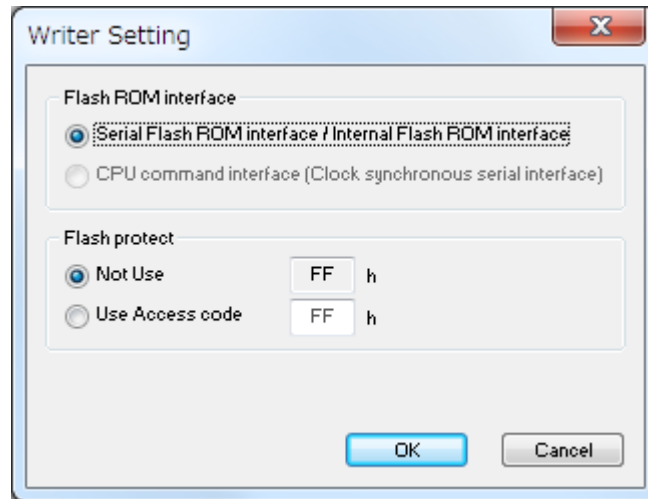 Writer Setting
Flash ROM interface
Serial Flash ROM interface / Internal Flash ROM interface
CPU command interface (Clock synchronous serial interface)
Flash protect
Not Use FF h
Use Access code FF h
OK Cancel